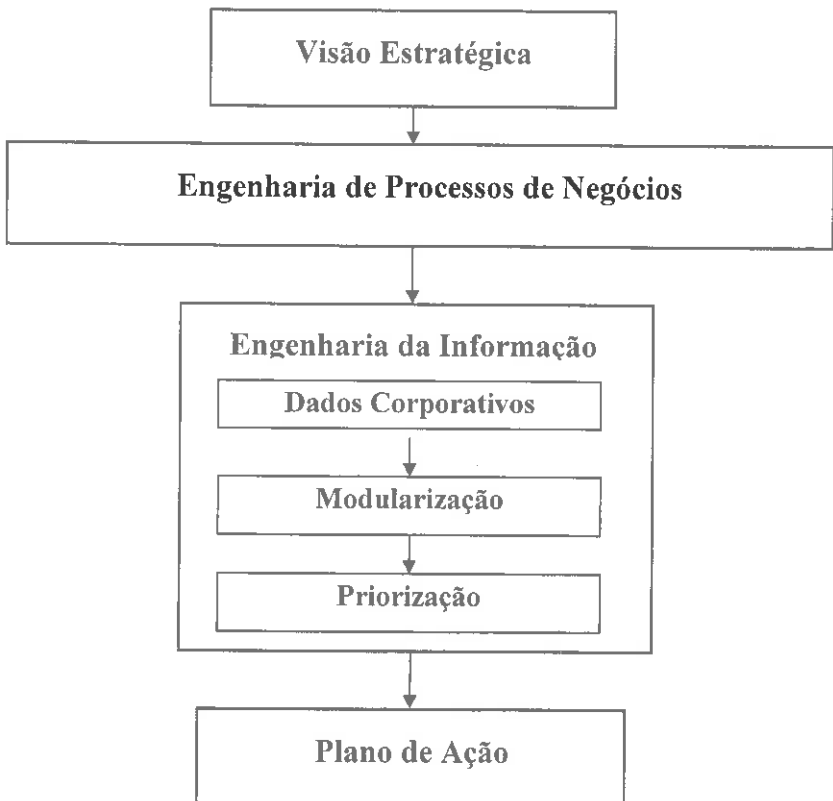 Visão Estratégica
Engenharia de Processos de Negócios
Engenharia da Informação
Dados Corporativos
Modularização
Priorização
Plano de Ação